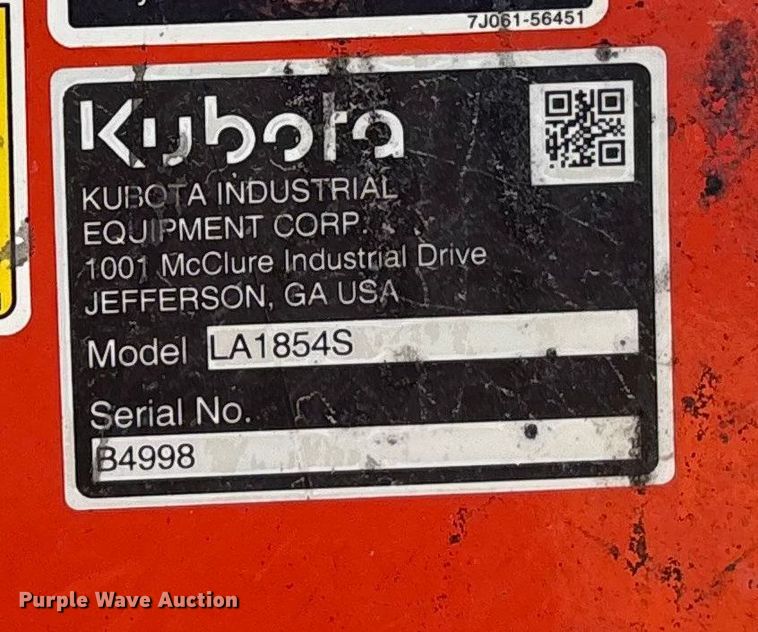 7J061-56451
Kubota
KUBOTA INDUSTRIAL
EQUIPMENT CORP.
1001 McClure Industrial Drive
JEFFERSON, GA USA
Model LA1854S
Serial No.
B4998
Purple Wave Auction